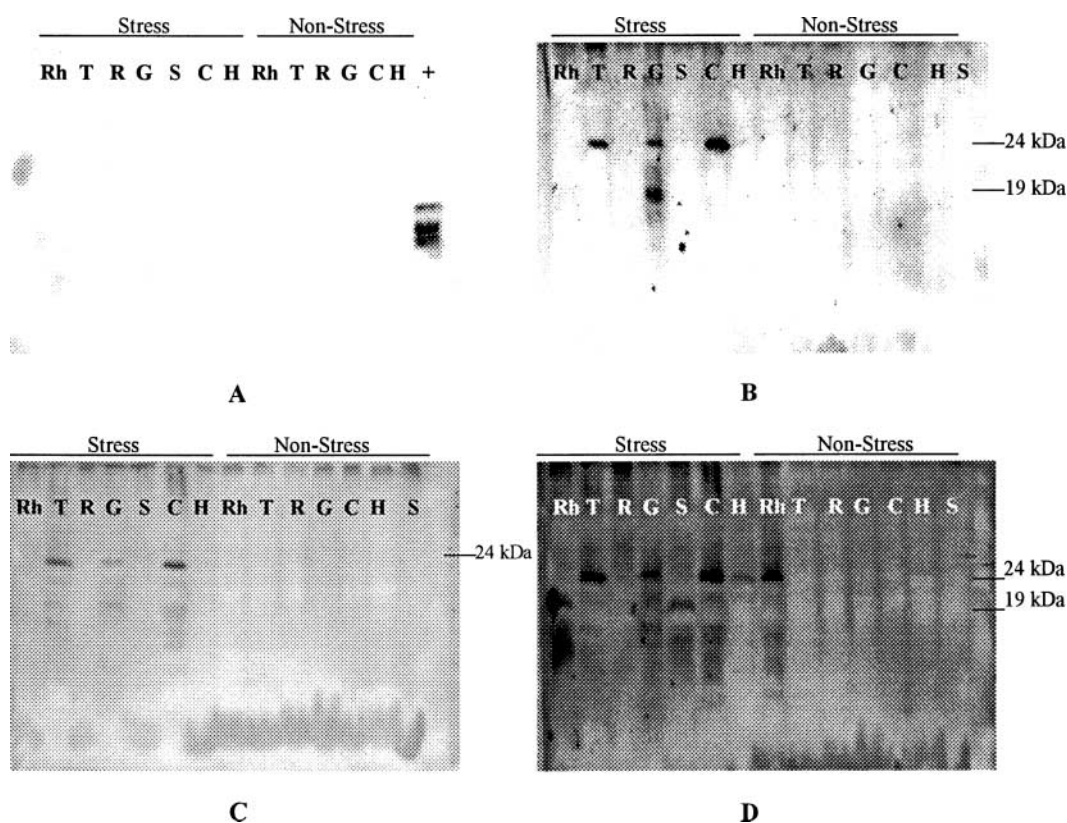 Stress Non-Stress
Rh T R G S C H Rh T R G C H +
A
Stress Non-Stress
Rh T R G S C H Rh T R G C H S
24 kDa
19 kDa
B
Stress Non-Stress
Rh T R G S C H Rh T R G C H S
24 kDa
C
Stress Non-Stress
Rh T R G S C H Rh T R G C H S
24 kDa
19 kDa
D